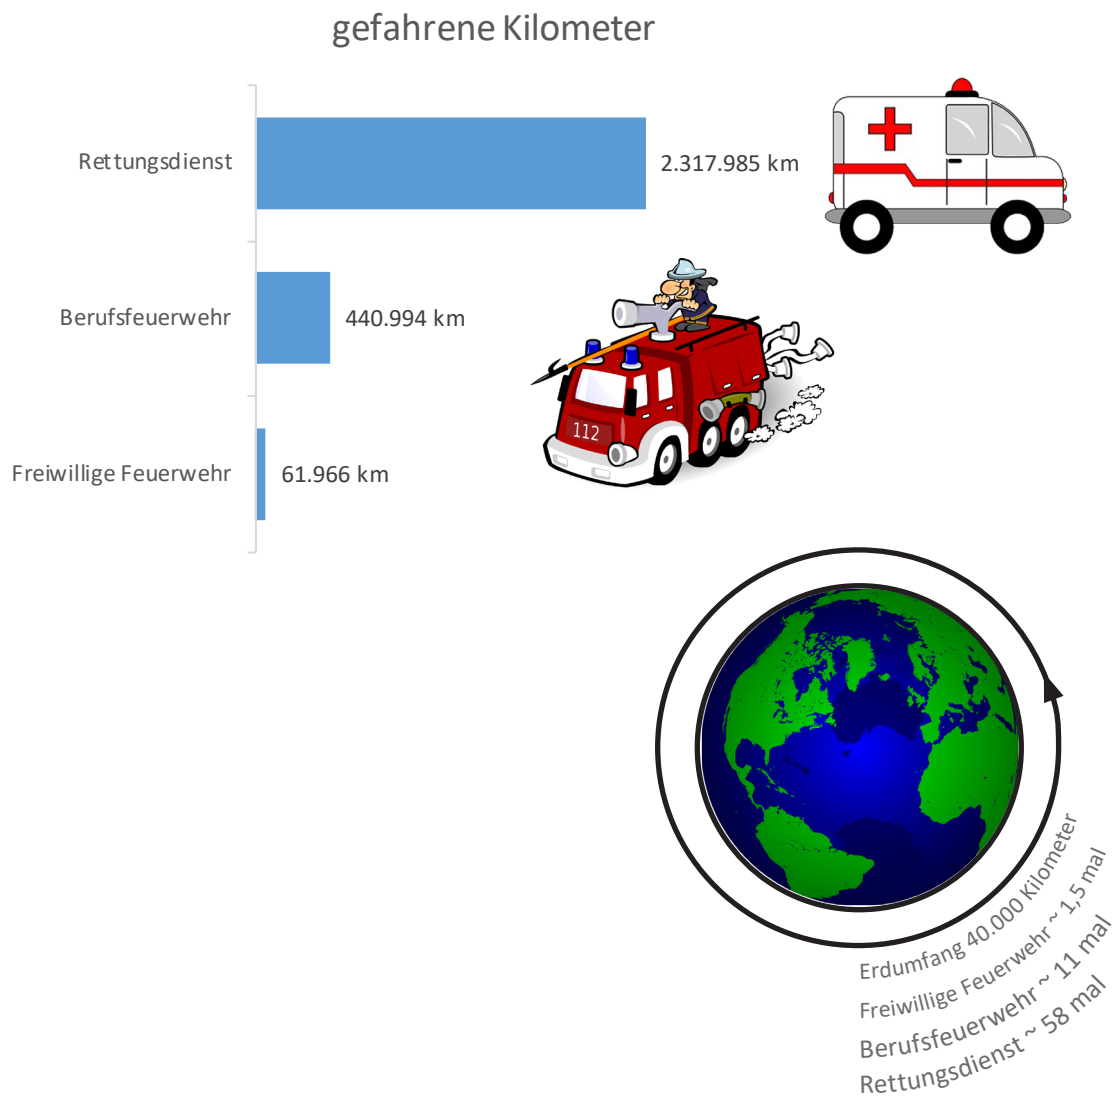 gefahrene Kilometer
Rettungsdienst
2.317.985 km
Berufsfeuerwehr
440.994 km
112
Freiwillige Feuerwehr
61.966 km
Erdumfang 40.000 Kilometer
Freiwillige Feuerwehr ~ 1,5 mal
Berufsfeuerwehr ~ 11 mal
Rettungsdienst ~ 58 mal